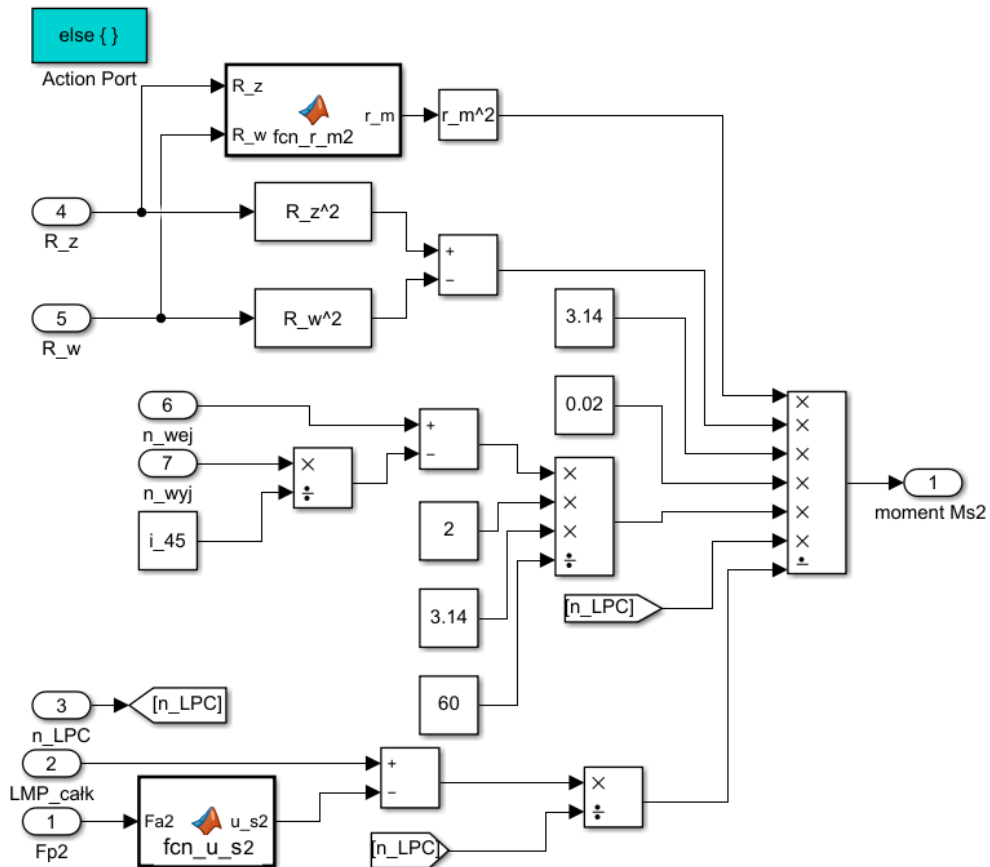 else { }
Action Port
R_z
r_m
R_w
fcn_r_m2
r_m^2
4
R_z
R_z^2
+
−
5
R_w
R_w^2
3.14
0.02
6
n_wej
+
−
7
n_wyj
×
÷
i_45
2
3.14
60
×
×
×
÷
[n_LPC]
×
×
×
×
×
×
÷
1
moment Ms2
3
n_LPC
[n_LPC]
2
LMP_całk
+
−
1
Fp2
Fa2
u_s2
fcn_u_s2
×
÷
[n_LPC]